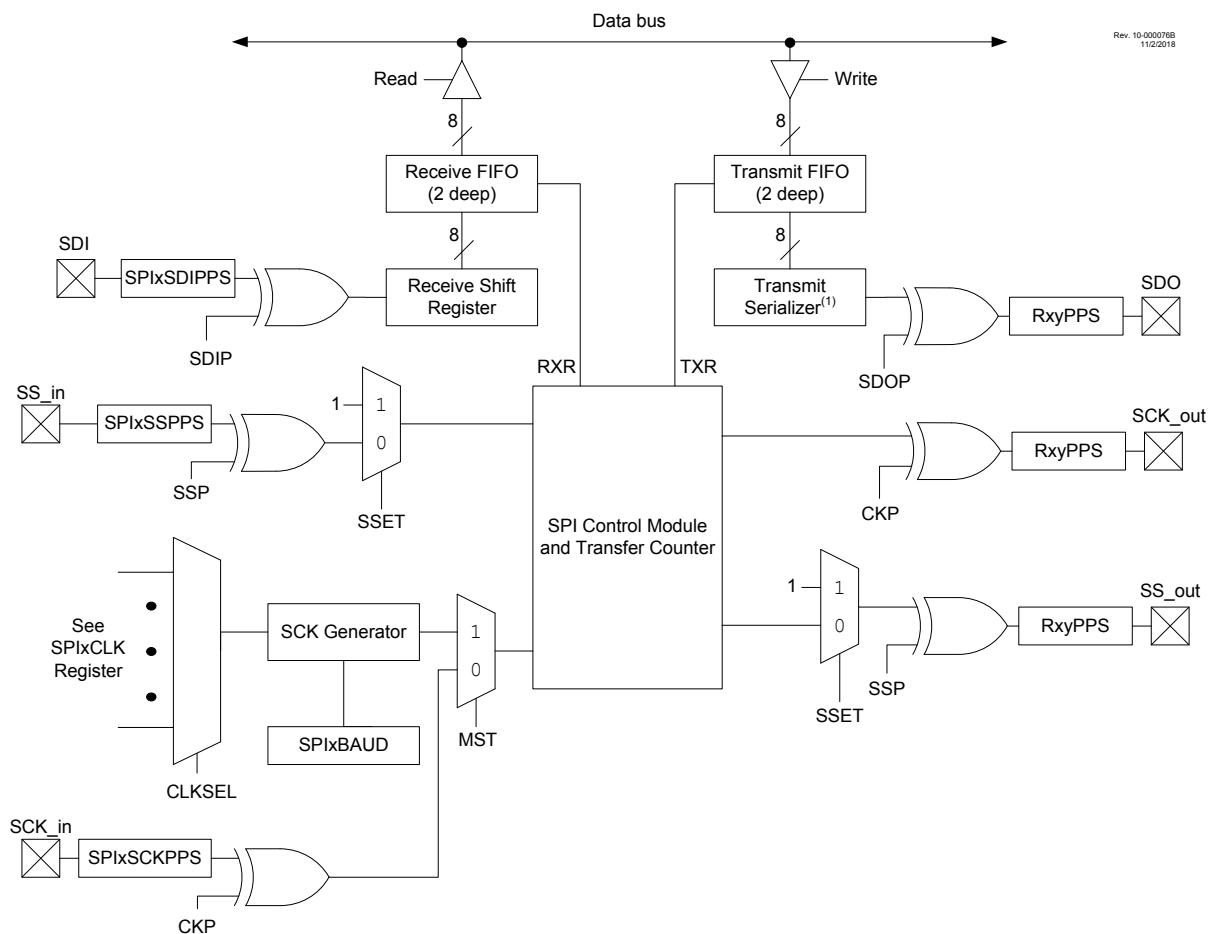 Data bus
Rev. 10-000076B
11/2/2018
Read
Write
8
8
Receive FIFO
(2 deep)
Transmit FIFO
(2 deep)
8
8
SDI
SPIxSDIPPS
Receive Shift
Register
Transmit
Serializer(1)
SDO
RxyPPS
SDIP
SDOP
RXR
TXR
SS_in
SPIxSSPPS
1
1
0
SSP
SSET
SCK_out
RxyPPS
CKP
SPI Control Module
and Transfer Counter
See
SPIxCLK
Register
SCK Generator
1
0
SPIxBAUD
MST
CLKSEL
1
1
0
SS_out
RxyPPS
SSP
SSET
SCK_in
SPIxSCKPPS
CKP